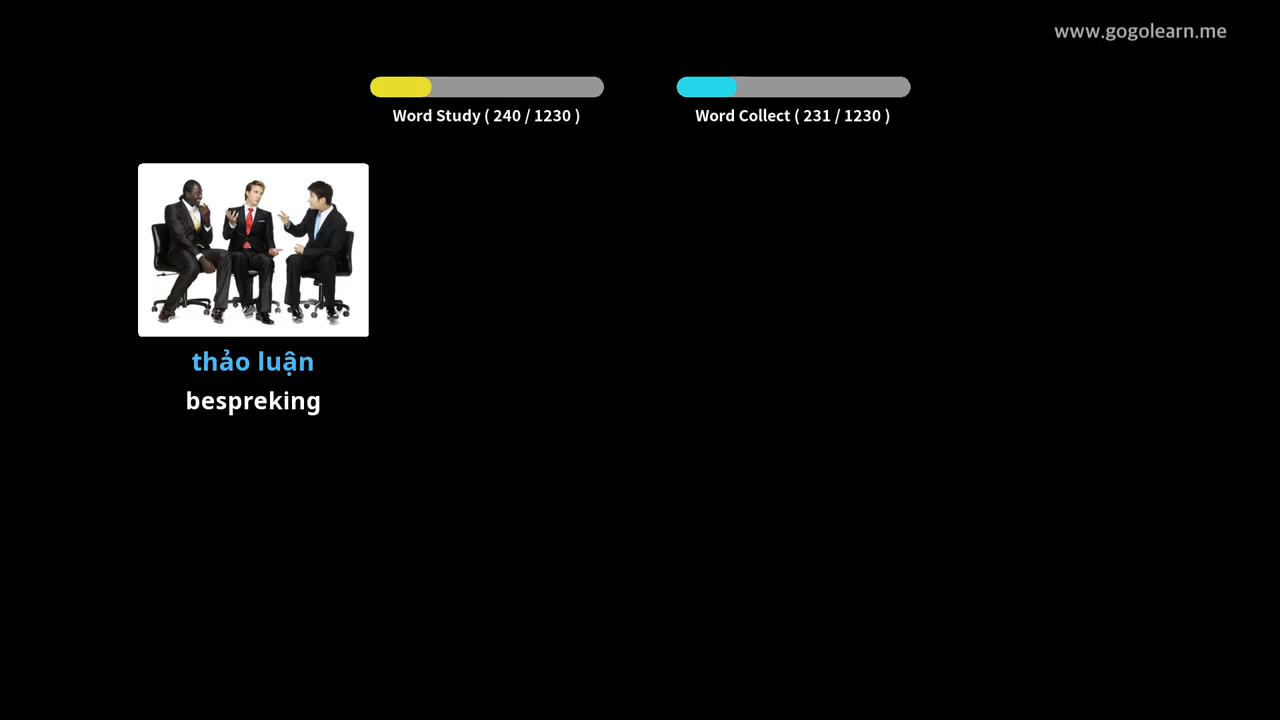 www.gogolearn.me
Word Study ( 240 / 1230 )
Word Collect ( 231 / 1230 )
thảo luận
bespreking